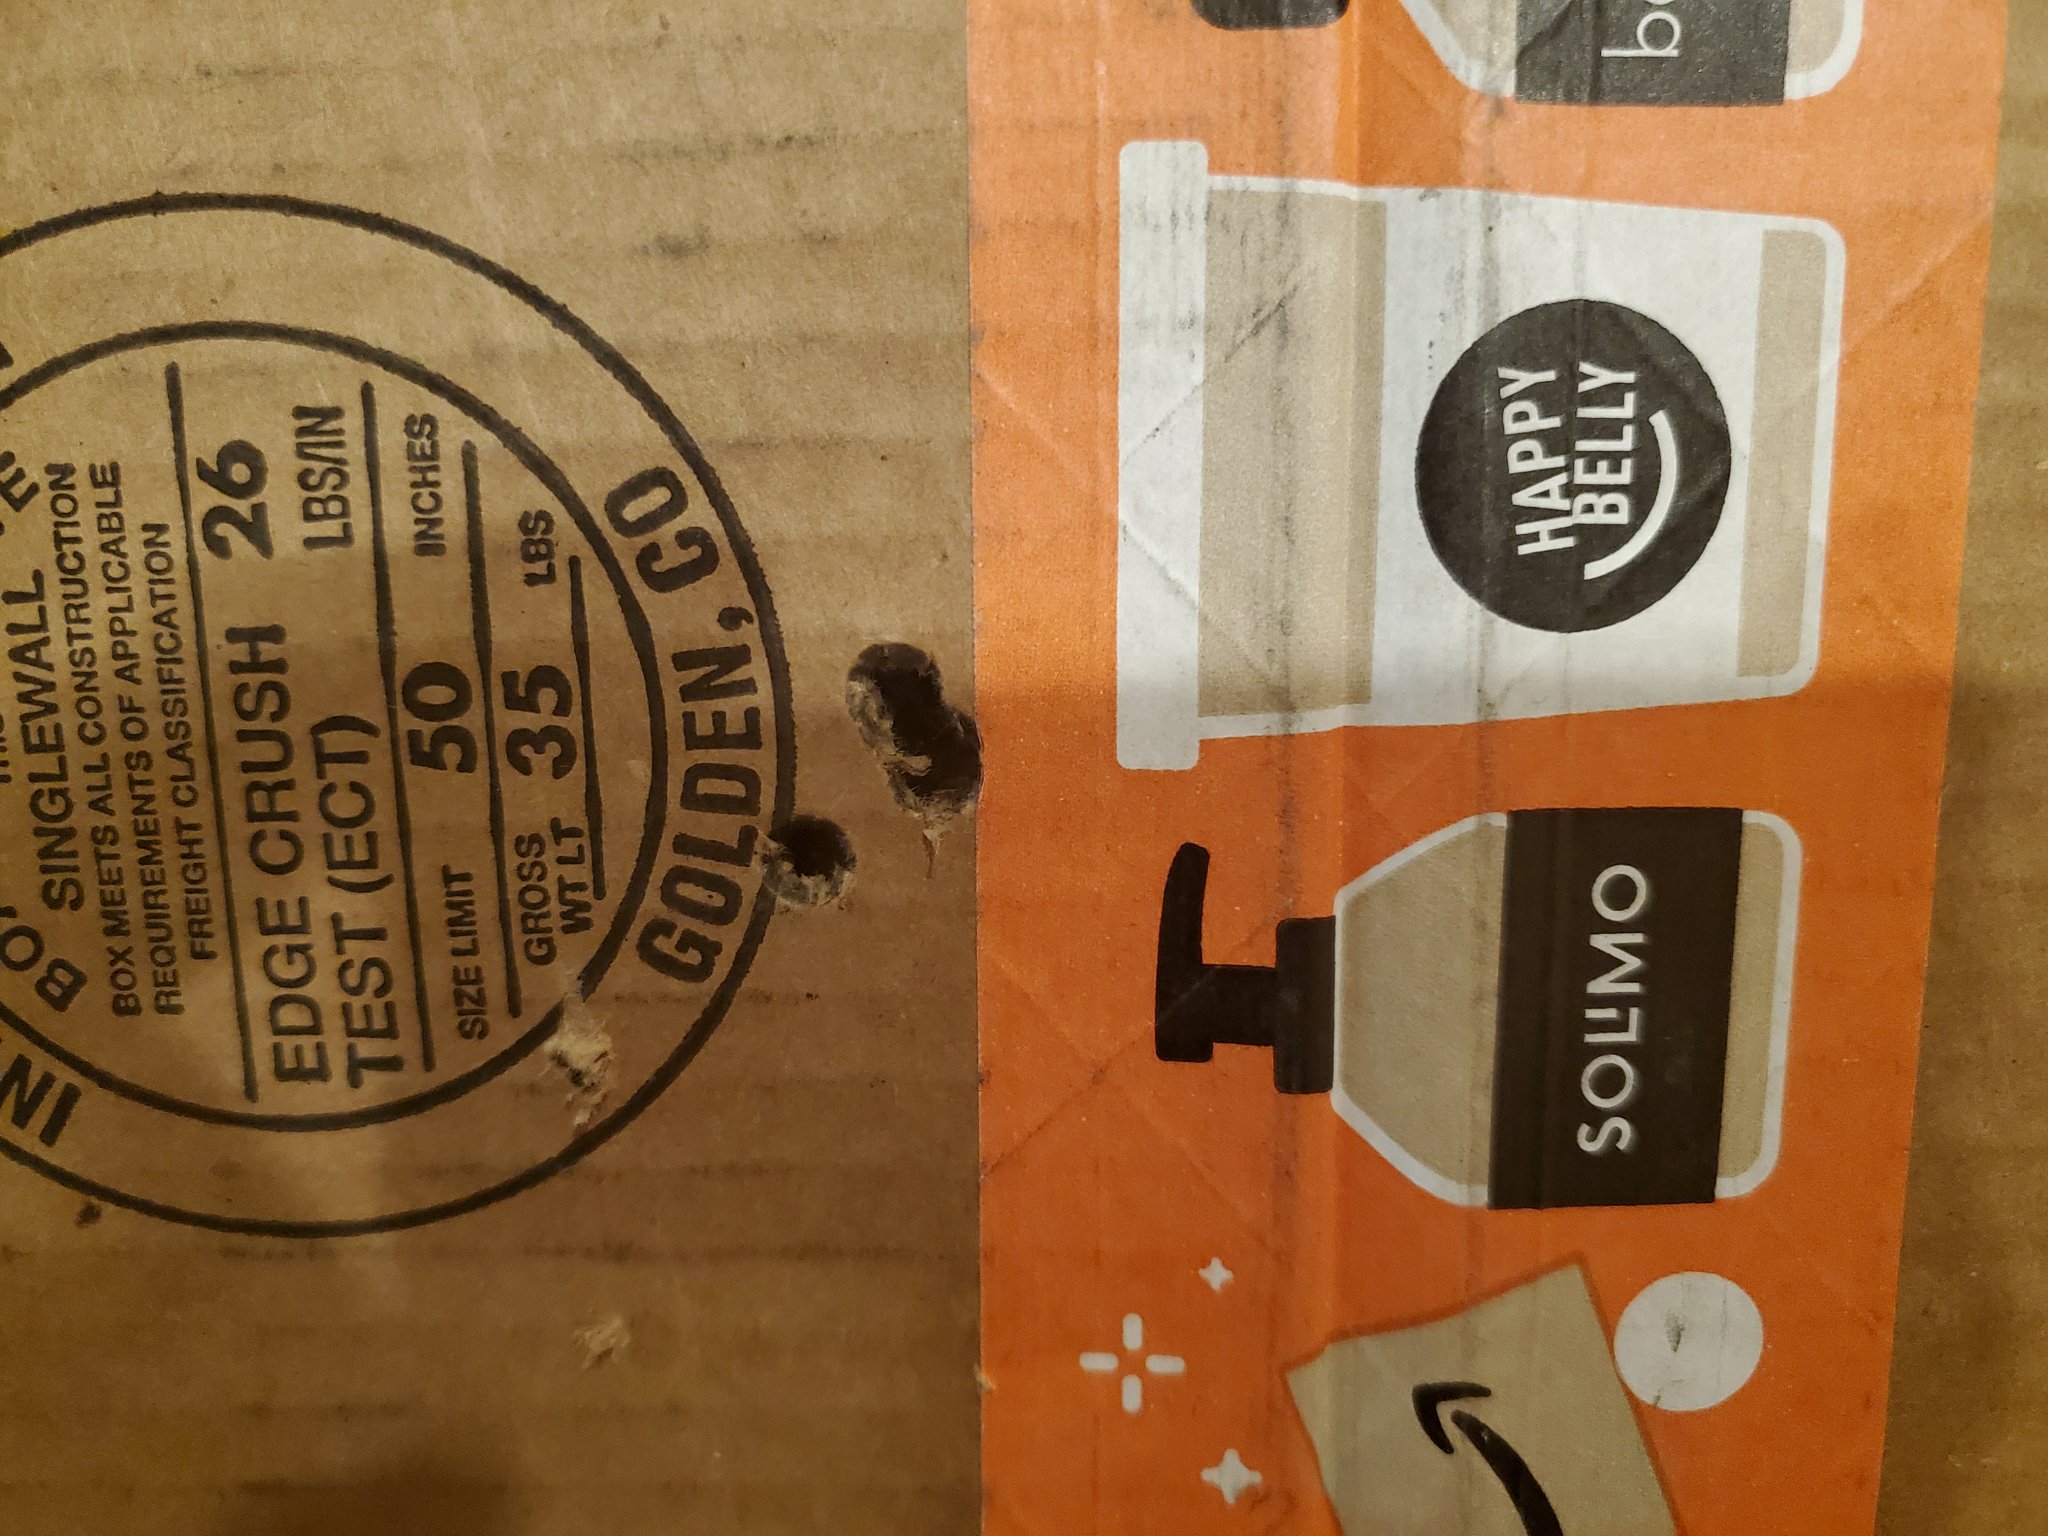 SINGLEWALL
BOX MEETS ALL CONSTRUCTION
REQUIREMENTS OF APPLICABLE
FREIGHT CLASSIFICATION
EDGE CRUSH 26
TEST (ECT) LBS/IN
SIZE LIMIT 50 INCHES
GROSS 35 LBS
WT LT
GOLDEN, CO
HAPPY
BELLY
SOLIMO